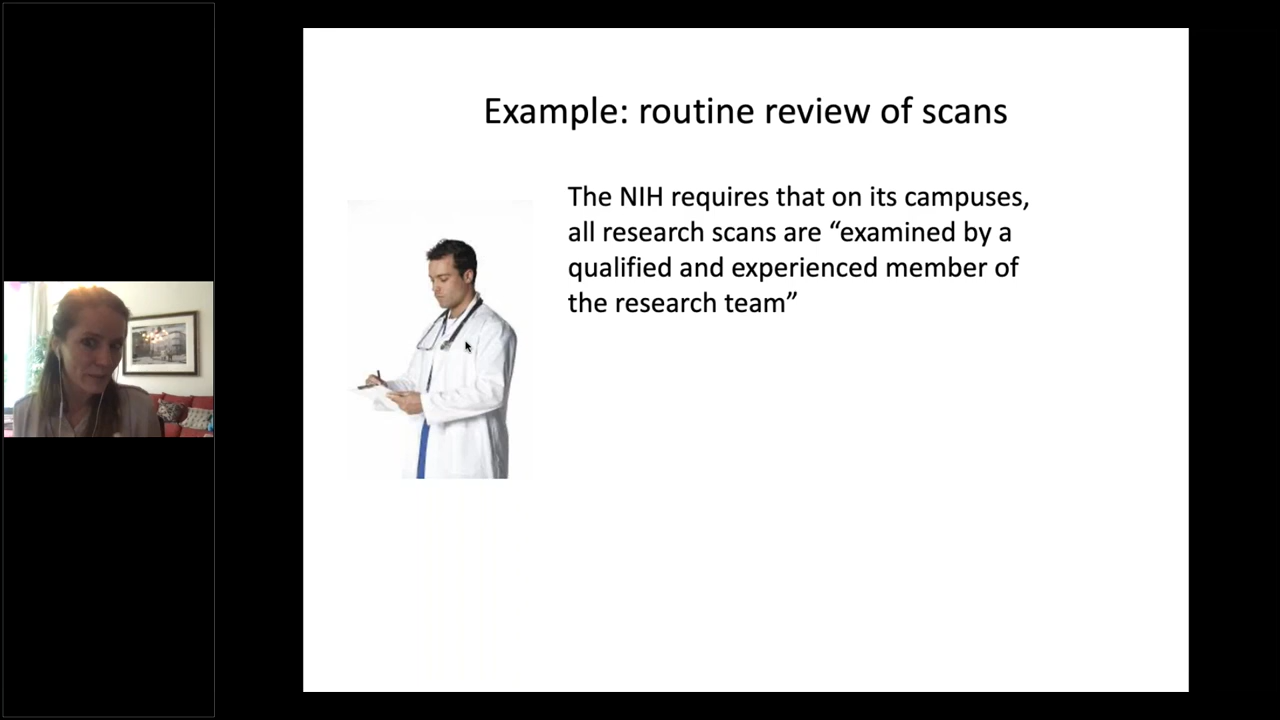 Example: routine review of scans
The NIH requires that on its campuses,
all research scans are “examined by a
qualified and experienced member of
the research team”